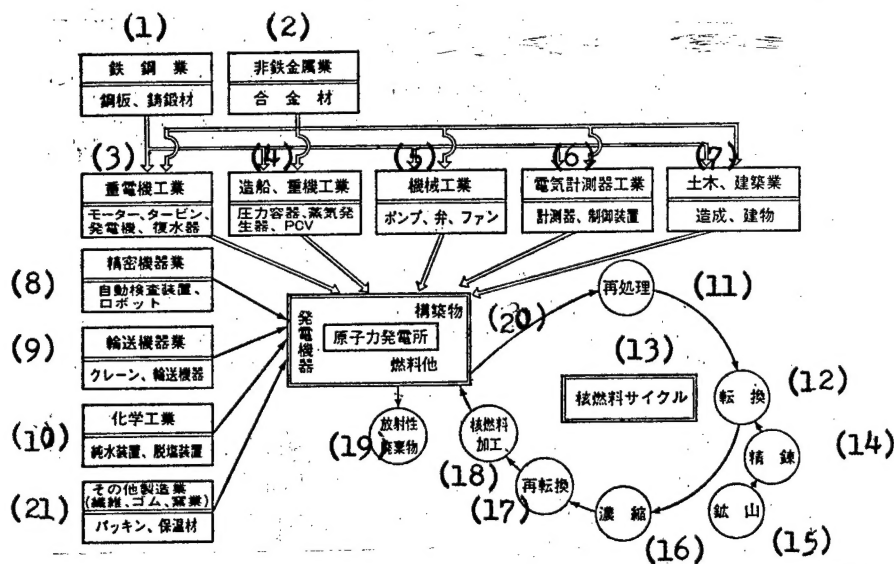 (1)
(2)
鉄鋼業
鋼板、鋳鍛材
非鉄金属業
合金材
(3)
(4)
(5)
(6)
(7)
重電機工業
モーター、タービン、
発電機、復水器
造船、重機工業
圧力容器、蒸気発
生器、PCV
機械工業
ポンプ、弁、ファン
電気計測器工業
計測器、制御装置
土木、建築業
造成、建物
(8)
精密機器業
自動検査装置、
ロボット
(9)
輸送機器業
クレーン、輸送機器
(10)
化学工業
純水装置、脱塩装置
(21)
その他製造業
(繊維、ゴム、窯業)
パッキン、保温材
発電機器
構築物
原子力発電所
燃料他
(20)
再処理
(11)
(13)
核燃料サイクル
転換
(12)
精錬
(14)
鉱山
(15)
濃縮
(16)
再転換
(17)
核燃料
加工
(18)
放射性
廃棄物
(19)